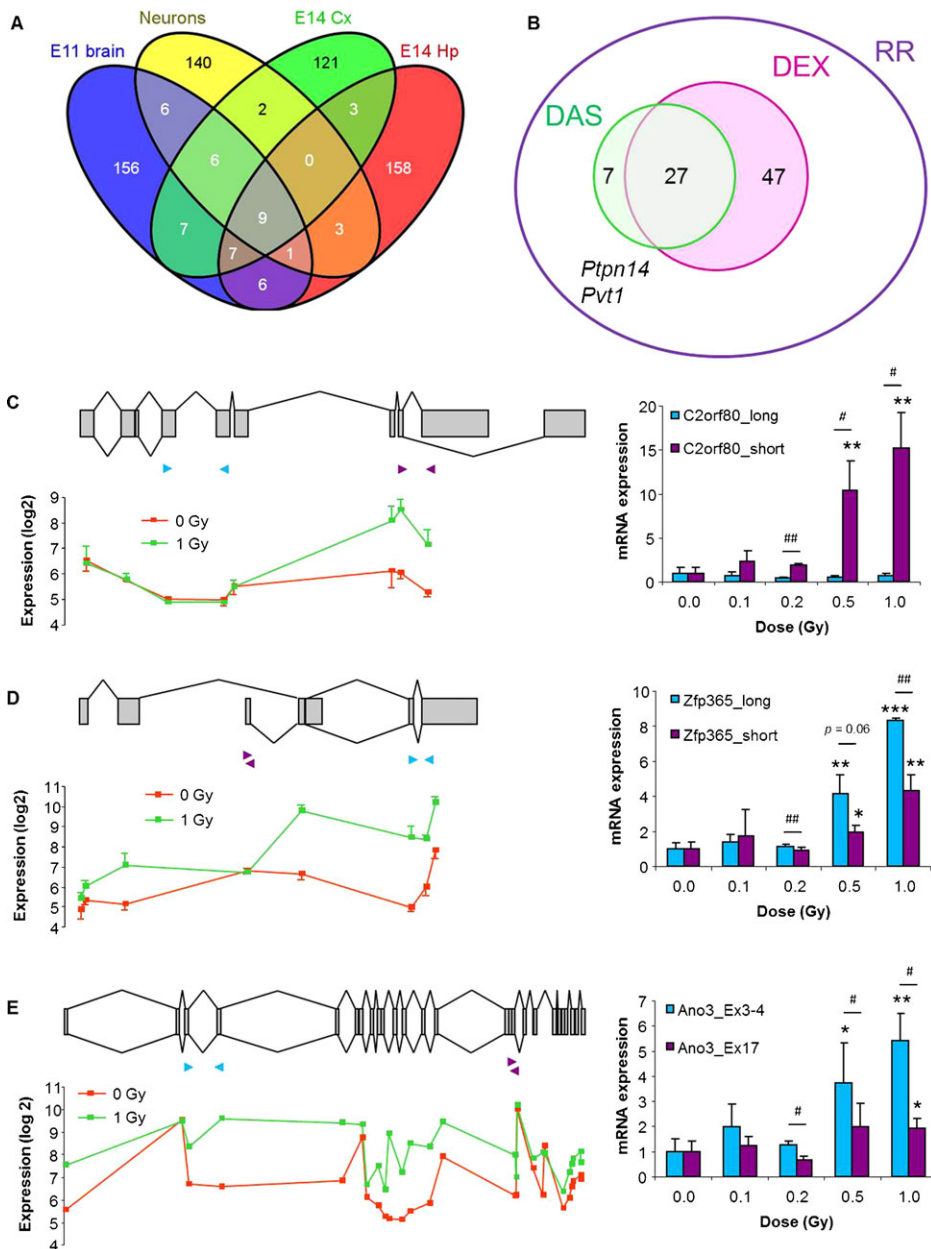 A
Neurons
E14 Cx
E11 brain
E14 Hp
140
121
6
2
3
156
6
0
158
7
9
3
7
1
6
B
RR
DEX
DAS
7
27
47
Ptpn14
Pvt1
C
Expression (log2)
9
8
7
6
5
4
0 Gy
1 Gy
mRNA expression
20
15
10
5
0
C2orf80_long
C2orf80_short
##
#
**
#
**
0.0 0.1 0.2 0.5 1.0
Dose (Gy)
D
Expression (log2)
11
10
9
8
7
6
5
4
0 Gy
1 Gy
mRNA expression
10
8
6
4
2
0
Zfp365_long
Zfp365_short
##
p = 0.06
**
*
##
***
**
0.0 0.1 0.2 0.5 1.0
Dose (Gy)
E
Expression (log 2)
11
10
9
8
7
6
5
4
0 Gy
1 Gy
mRNA expression
7
6
5
4
3
2
1
0
Ano3_Ex3-4
Ano3_Ex17
#
#
*
#
**
*
0.0 0.1 0.2 0.5 1.0
Dose (Gy)